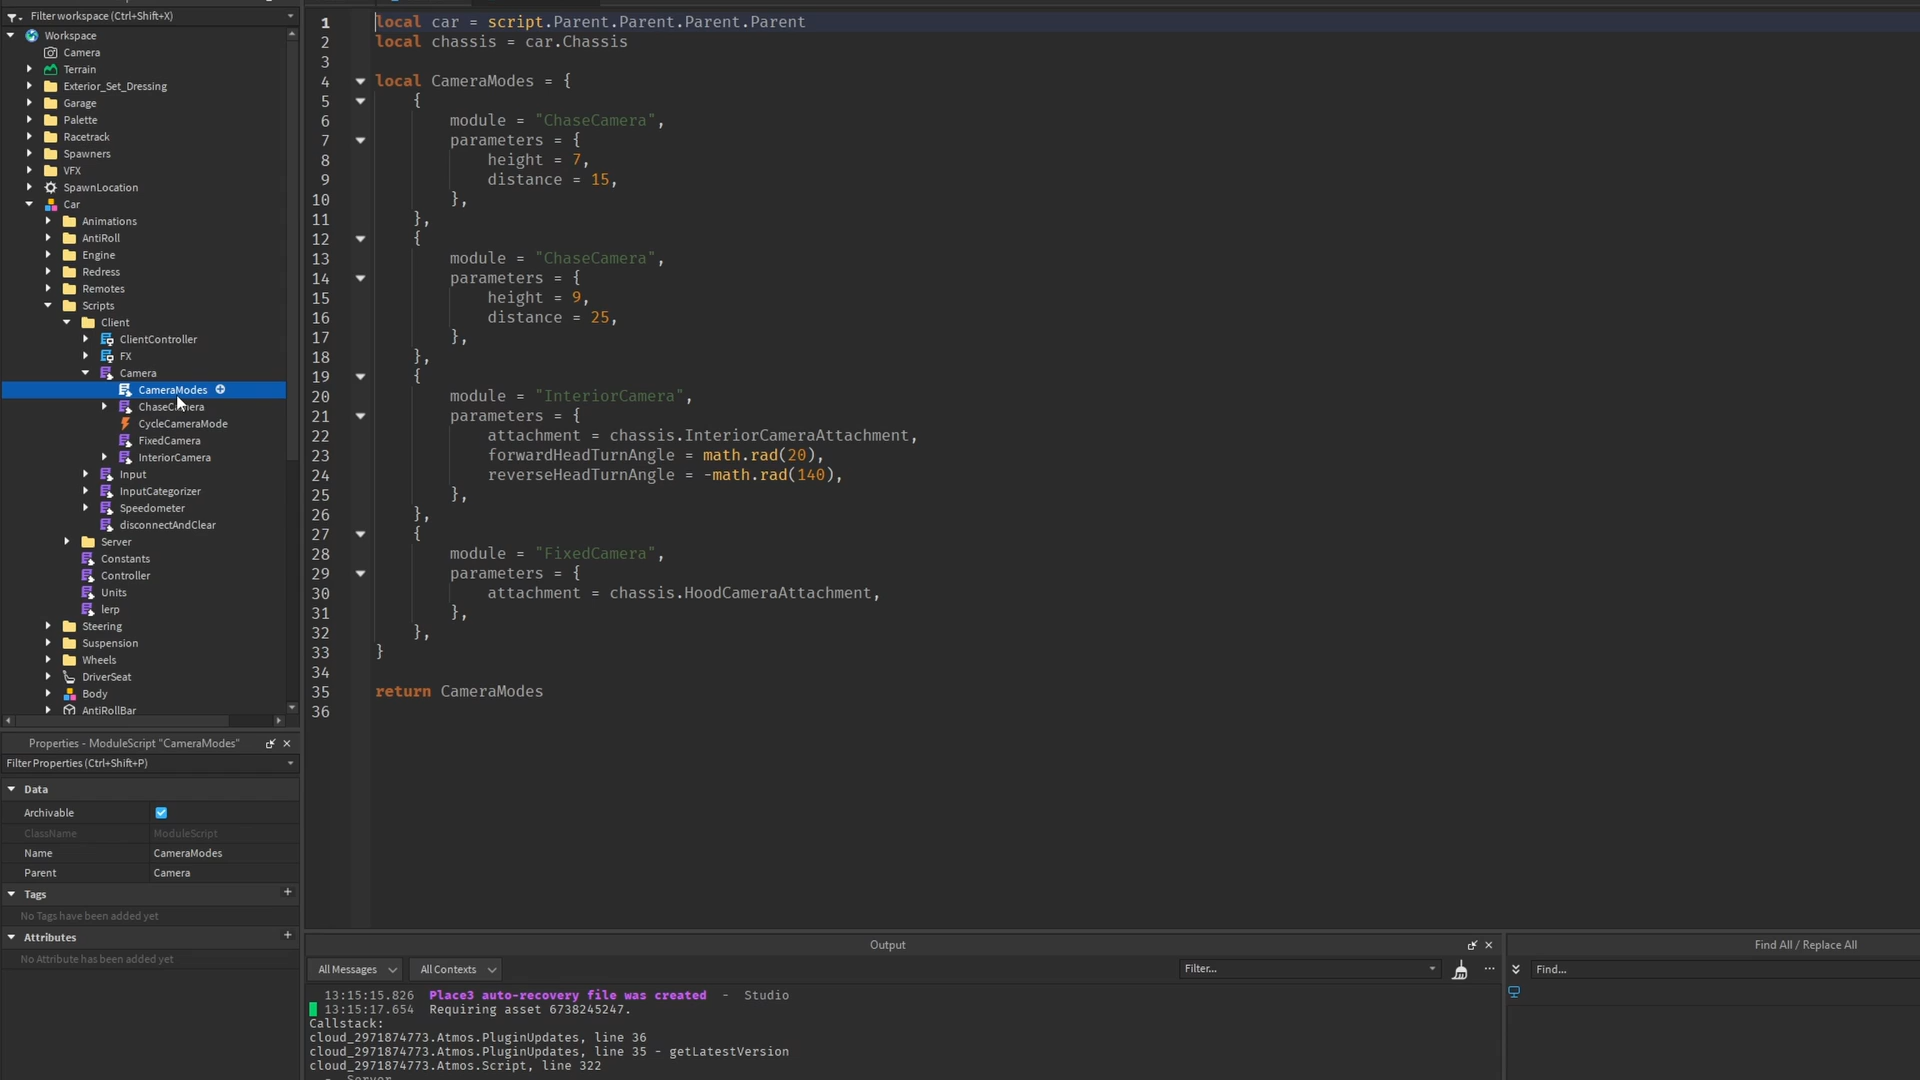 Filter workspace (Ctrl+Shift+X)
Workspace
Camera
Terrain
Exterior_Set_Dressing
Garage
Palette
Racetrack
Spawners
VFX
SpawnLocation
Car
Animations
AntiRoll
Engine
Redress
Remotes
Scripts
Client
ClientController
FX
Camera
CameraModes
ChaseCamera
CycleCameraMode
FixedCamera
InteriorCamera
Input
InputCategorizer
Speedometer
disconnectAndClear
Server
Constants
Controller
Units
lerp
Steering
Suspension
Wheels
DriverSeat
Body
AntiRollBar
Properties - ModuleScript "CameraModes"
Filter Properties (Ctrl+Shift+P)
Data
Archivable
ClassName ModuleScript
Name CameraModes
Parent Camera
Tags
No Tags have been added yet
Attributes
No Attribute has been added yet
1 local car = script.Parent.Parent.Parent.Parent
2 local chassis = car.Chassis
3
4 local CameraModes = {
5 {
6 module = "ChaseCamera",
7 parameters = {
8 height = 7,
9 distance = 15,
10 },
11 },
12 {
13 module = "ChaseCamera",
14 parameters = {
15 height = 9,
16 distance = 25,
17 },
18 },
19 {
20 module = "InteriorCamera",
21 parameters = {
22 attachment = chassis.InteriorCameraAttachment,
23 forwardHeadTurnAngle = math.rad(20),
24 reverseHeadTurnAngle = -math.rad(140),
25 },
26 },
27 {
28 module = "FixedCamera",
29 parameters = {
30 attachment = chassis.HoodCameraAttachment,
31 },
32 },
33 }
34
35 return CameraModes
36
Output
All Messages All Contexts Filter... ...
13:15:15.826 Place3 auto-recovery file was created - Studio
13:15:17.654 Requiring asset 6738245247.
Callstack:
cloud_2971874773.Atmos.PluginUpdates, line 36
cloud_2971874773.Atmos.PluginUpdates, line 35 - getLatestVersion
cloud_2971874773.Atmos.Script, line 322
- Server
Find All / Replace All
Find...